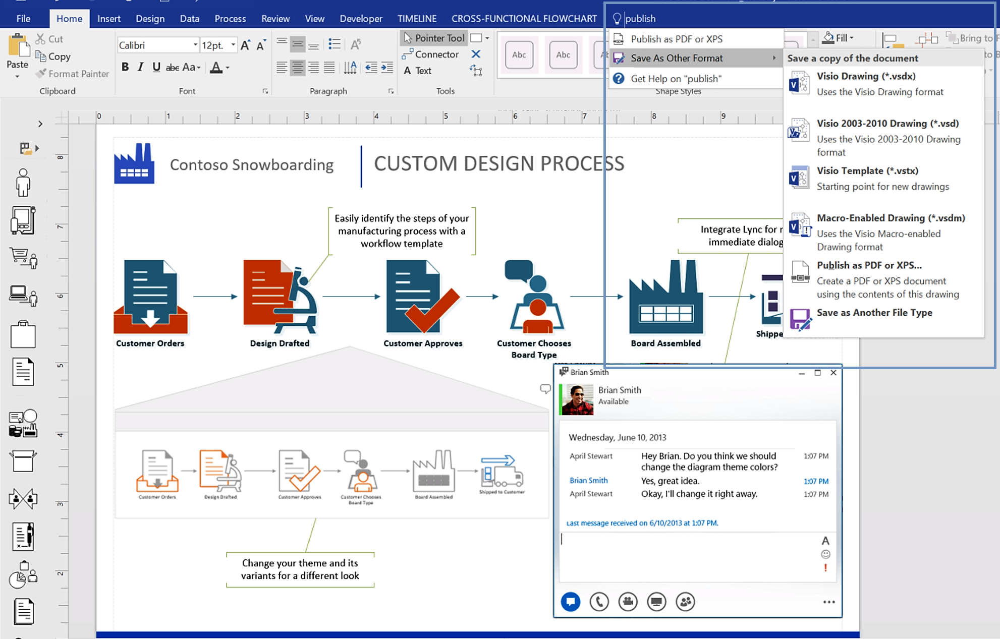 File Home Insert Design Data Process Review View Developer TIMELINE CROSS-FUNCTIONAL FLOWCHART publish
Cut
Copy
Paste
Format Painter
Clipboard
Calibri 12pt.
B I U abc Aa A
Font
Paragraph
Pointer Tool
Connector
A Text
Tools
Abc Abc
Shape Styles
Fill
Bring to F
Publish as PDF or XPS
Save As Other Format
Get Help on "publish"
Save a copy of the document
Visio Drawing (*.vsdx)
Uses the Visio Drawing format
Visio 2003-2010 Drawing (*.vsd)
Uses the Visio 2003-2010 Drawing
format
Visio Template (*.vstx)
Starting point for new drawings
Macro-Enabled Drawing (*.vsdm)
Uses the Visio Macro-enabled
Drawing format
Publish as PDF or XPS...
Create a PDF or XPS document
using the contents of this drawing
Save as Another File Type
0 1 2 3 4 5 6 7 8 9
8
7
6
5
4
3
2
Contoso Snowboarding
CUSTOM DESIGN PROCESS
Easily identify the steps of your
manufacturing process with a
workflow template
Integrate Lync for
immediate dialog
Customer Orders
Design Drafted
Customer Approves
Customer Chooses
Board Type
Board Assembled
Shippe
Customer Orders
Design Drafted
Customer Approves
Customer Chooses
Board Type
Board Assembled
Shipped to Customer
Change your theme and its
variants for a different look
Brian Smith
Brian Smith
Available
Wednesday, June 10, 2013
April Stewart Hey Brian. Do you think we should 1:07 PM
change the diagram theme colors?
Brian Smith Yes, great idea. 1:07 PM
April Stewart Okay, I'll change it right away. 1:07 PM
Last message received on 6/10/2013 at 1:07 PM.
A
!